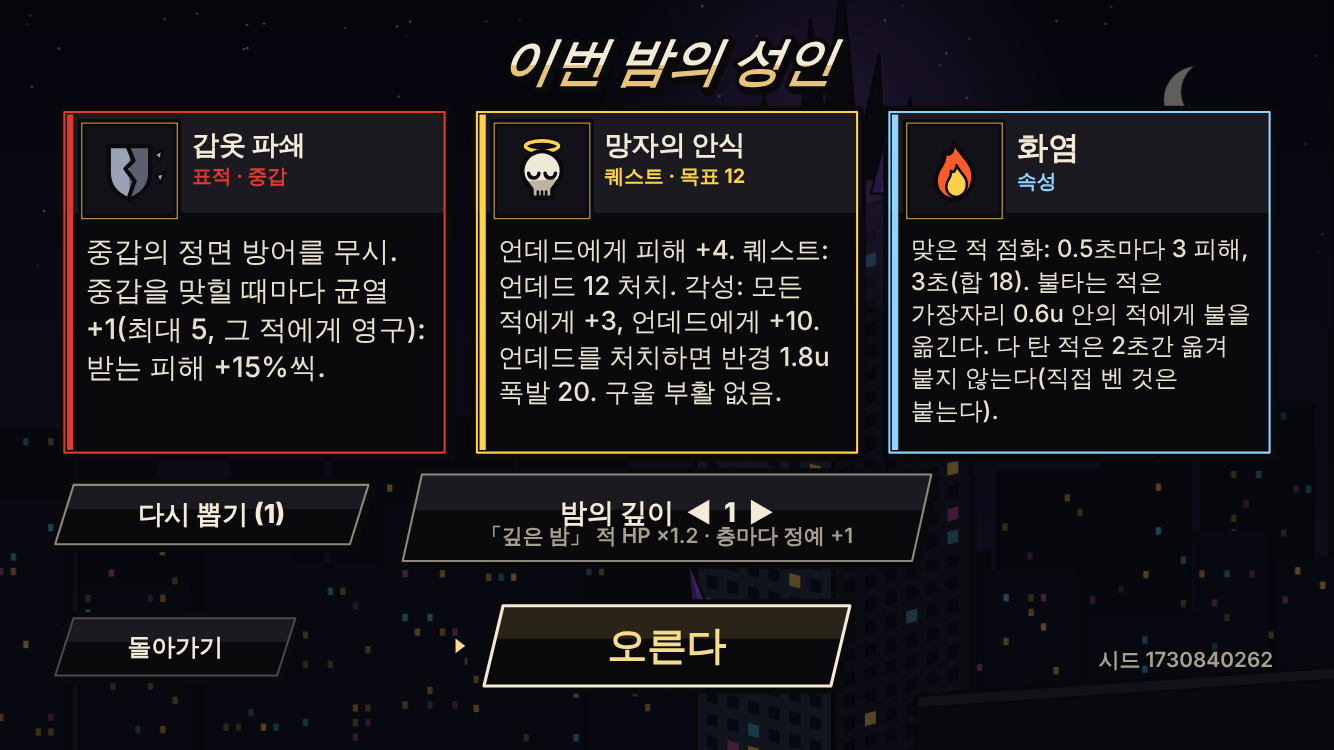 이번 밤의 성인
갑옷 파쇄
표적 · 중갑
중갑의 정면 방어를 무시.
중갑을 맞힐 때마다 균열
+1(최대 5, 그 적에게 영구):
받는 피해 +15%씩.
망자의 안식
퀘스트 · 목표 12
언데드에게 피해 +4. 퀘스트:
언데드 12 처치. 각성: 모든
적에게 +3, 언데드에게 +10.
언데드를 처치하면 반경 1.8u
폭발 20. 구울 부활 없음.
화염
속성
맞은 적 점화: 0.5초마다 3 피해,
3초(합 18). 불타는 적은
가장자리 0.6u 안의 적에게 불을
옮긴다. 다 탄 적은 2초간 옮겨
붙지 않는다(직접 벤 것은
붙는다).
다시 뽑기 (1)
밤의 깊이 ◀ 1 ▶
「깊은 밤」 적 HP ×1.2 · 층마다 정예 +1
돌아가기
오른다
시드 1730840262